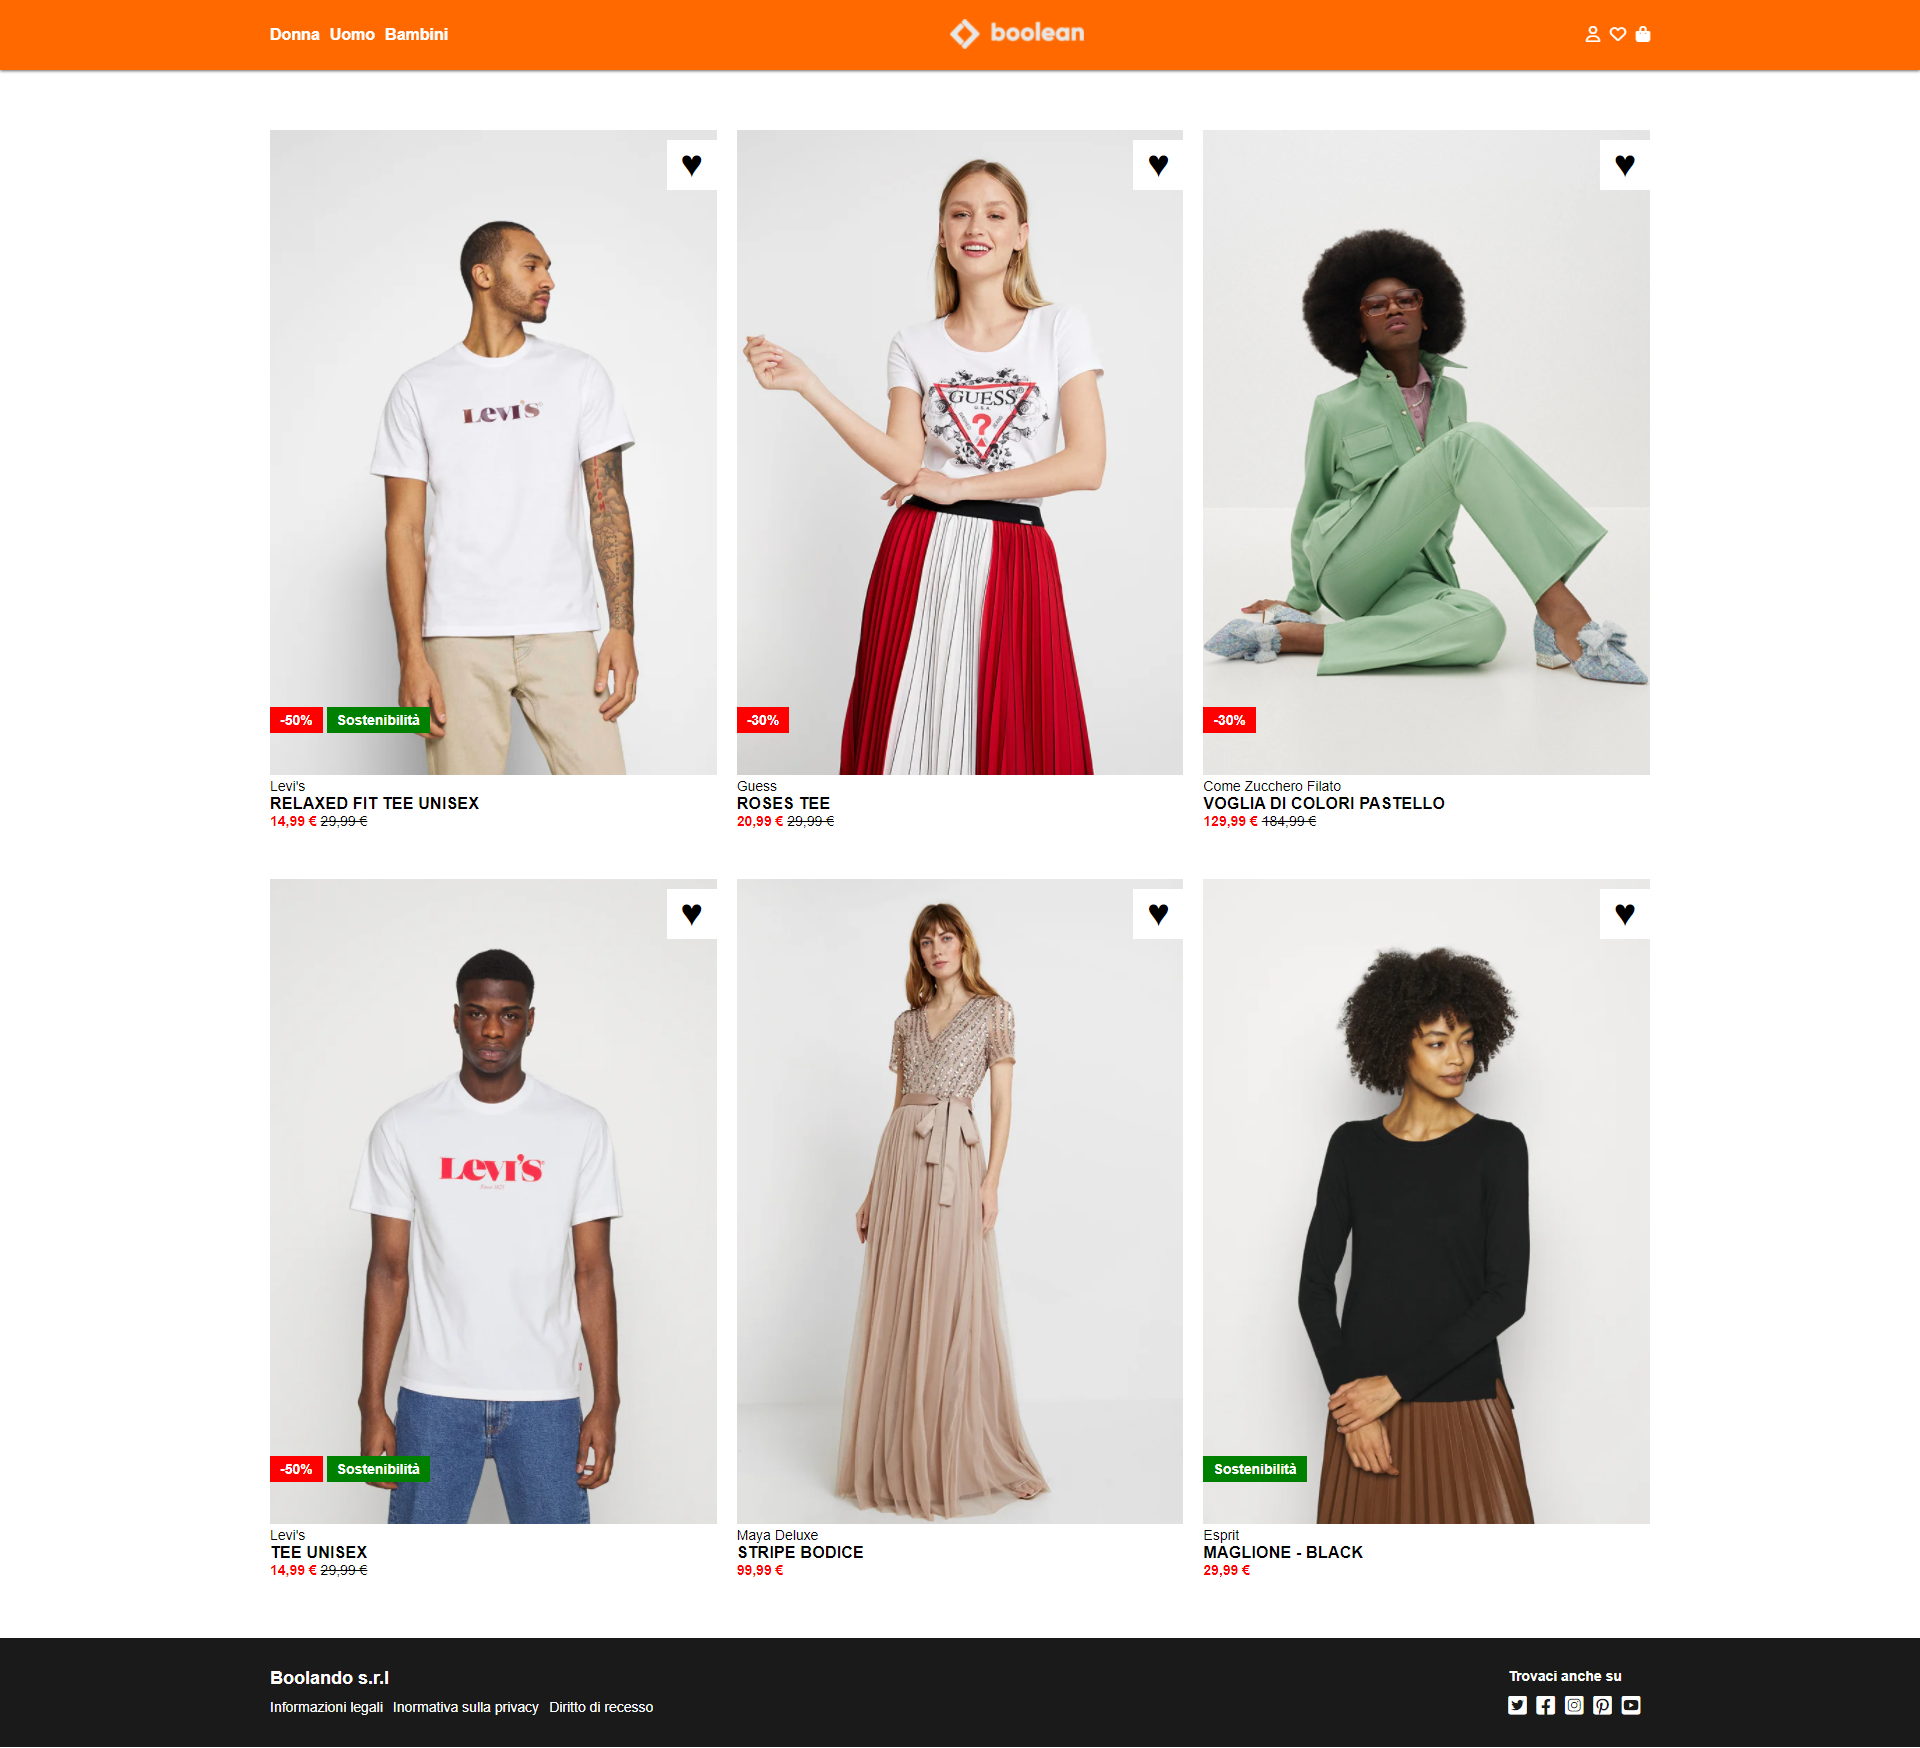 Donna Uomo Bambini
boolean
LEVI'S
GUESS
U.S.A.
?
-50% Sostenibilità
-30%
-30%
Levi's
RELAXED FIT TEE UNISEX
14,99 € 29,99 €
Guess
ROSES TEE
20,99 € 29,99 €
Come Zucchero Filato
VOGLIA DI COLORI PASTELLO
129,99 € 184,99 €
LEVI'S
-50% Sostenibilità
Sostenibilità
Levi's
TEE UNISEX
14,99 € 29,99 €
Maya Deluxe
STRIPE BODICE
99,99 €
Esprit
MAGLIONE - BLACK
29,99 €
Boolando s.r.l
Informazioni legali Inormativa sulla privacy Diritto di recesso
Trovaci anche su